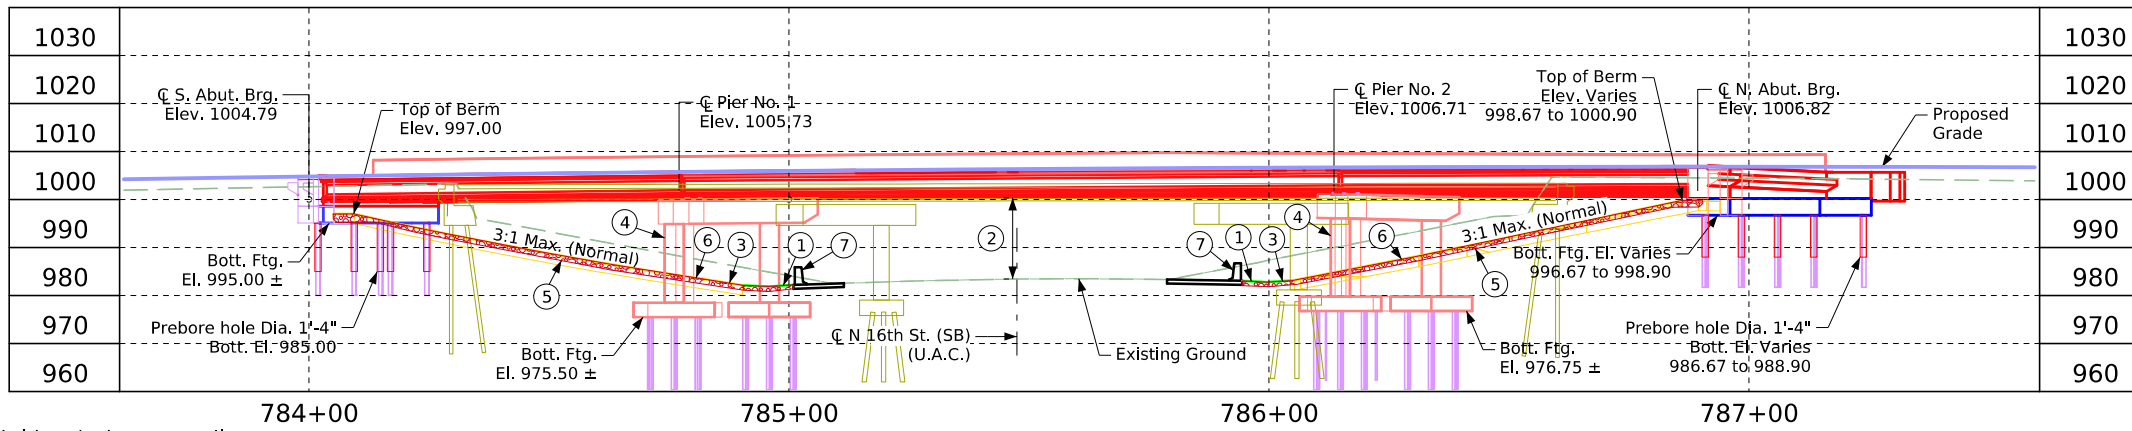 1030
1020
1010
1000
990
980
970
960
1030
1020
1010
1000
990
980
970
960
℄ S. Abut. Brg.
Elev. 1004.79
Top of Berm
Elev. 997.00
℄ Pier No. 1
Elev. 1005.73
℄ Pier No. 2
Elev. 1006.71
Top of Berm
Elev. Varies
998.67 to 1000.90
℄ N. Abut. Brg.
Elev. 1006.82
Proposed
Grade
3:1 Max. (Normal)
3:1 Max. (Normal)
4
6
3
1
7
2
5
7
1
3
4
6
5
Bott. Ftg.
El. 995.00 ±
Prebore hole Dia. 1'-4"
Bott. El. 985.00
Bott. Ftg.
El. 975.50 ±
℄ N 16th St. (SB)
(U.A.C.)
Existing Ground
Bott. Ftg.
El. 976.75 ±
Bott. Ftg. El. Varies
996.67 to 998.90
Prebore hole Dia. 1'-4"
Bott. El. Varies
986.67 to 988.90
784+00
785+00
786+00
787+00